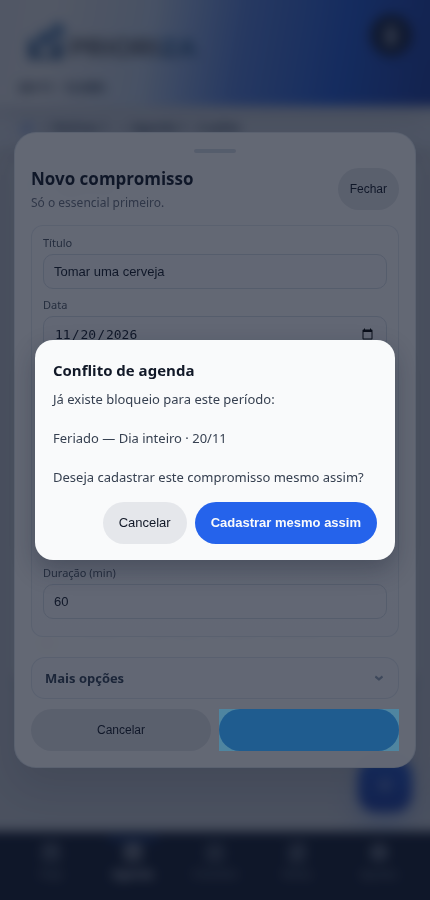 Novo compromisso
Só o essencial primeiro.
Fechar
Título
Tomar uma cerveja
Data
11/20/2026
Conflito de agenda
Já existe bloqueio para este período:
Feriado — Dia inteiro · 20/11
Deseja cadastrar este compromisso mesmo assim?
Cancelar
Cadastrar mesmo assim
Duração (min)
60
Mais opções
Cancelar